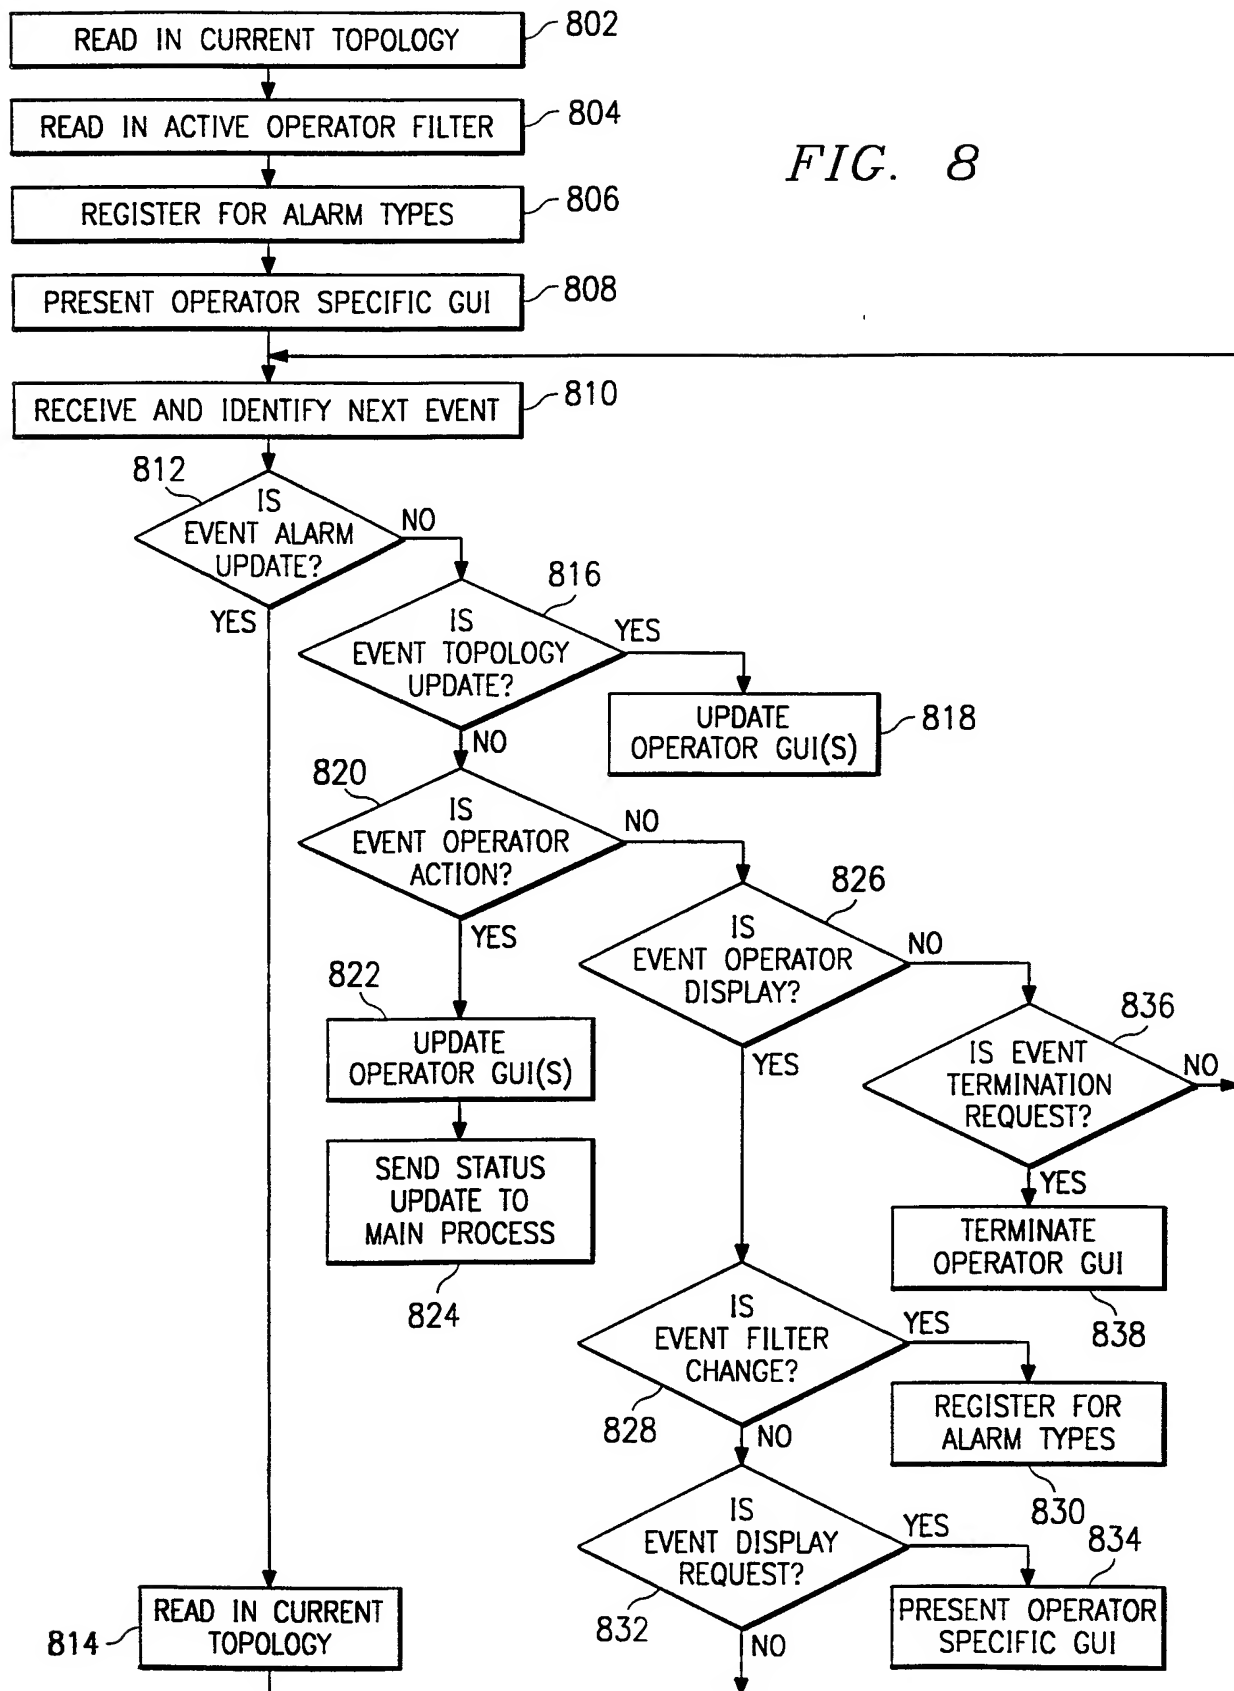 READ IN CURRENT TOPOLOGY
802
READ IN ACTIVE OPERATOR FILTER
804
FIG. 8
REGISTER FOR ALARM TYPES
806
PRESENT OPERATOR SPECIFIC GUI
808
RECEIVE AND IDENTIFY NEXT EVENT
810
812
IS
EVENT ALARM
UPDATE?
NO
YES
816
IS
EVENT TOPOLOGY
UPDATE?
YES
NO
UPDATE
OPERATOR GUI(S)
818
820
IS
EVENT OPERATOR
ACTION?
NO
YES
826
IS
EVENT OPERATOR
DISPLAY?
NO
YES
822
UPDATE
OPERATOR GUI(S)
836
IS EVENT
TERMINATION
REQUEST?
NO
YES
SEND STATUS
UPDATE TO
MAIN PROCESS
824
TERMINATE
OPERATOR GUI
838
IS
EVENT FILTER
CHANGE?
YES
828
NO
REGISTER FOR
ALARM TYPES
830
IS
EVENT DISPLAY
REQUEST?
YES
832
NO
834
PRESENT OPERATOR
SPECIFIC GUI
READ IN CURRENT
TOPOLOGY
814